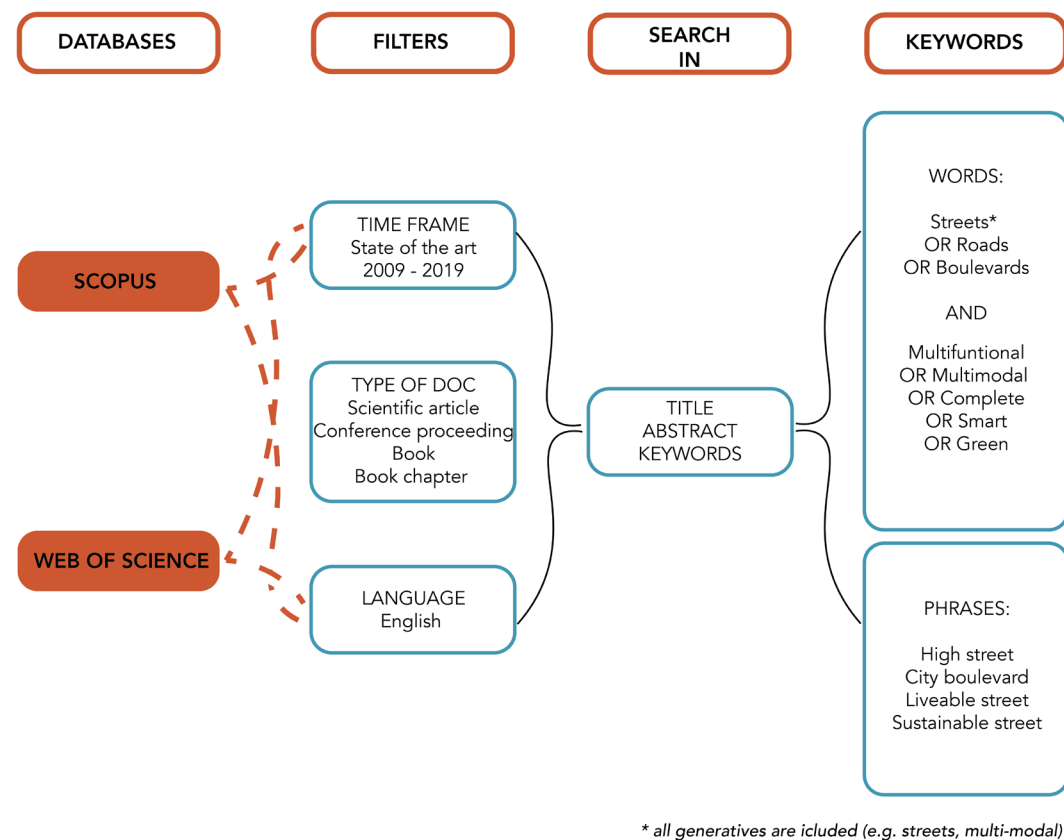 DATABASES
FILTERS
SEARCH
IN
KEYWORDS
SCOPUS
WEB OF SCIENCE
TIME FRAME
State of the art
2009 - 2019
TYPE OF DOC
Scientific article
Conference proceeding
Book
Book chapter
LANGUAGE
English
TITLE
ABSTRACT
KEYWORDS
WORDS:
Streets*
OR Roads
OR Boulevards
AND
Multifuntional
OR Multimodal
OR Complete
OR Smart
OR Green
PHRASES:
High street
City boulevard
Liveable street
Sustainable street
* all generatives are icluded (e.g. streets, multi-modal)